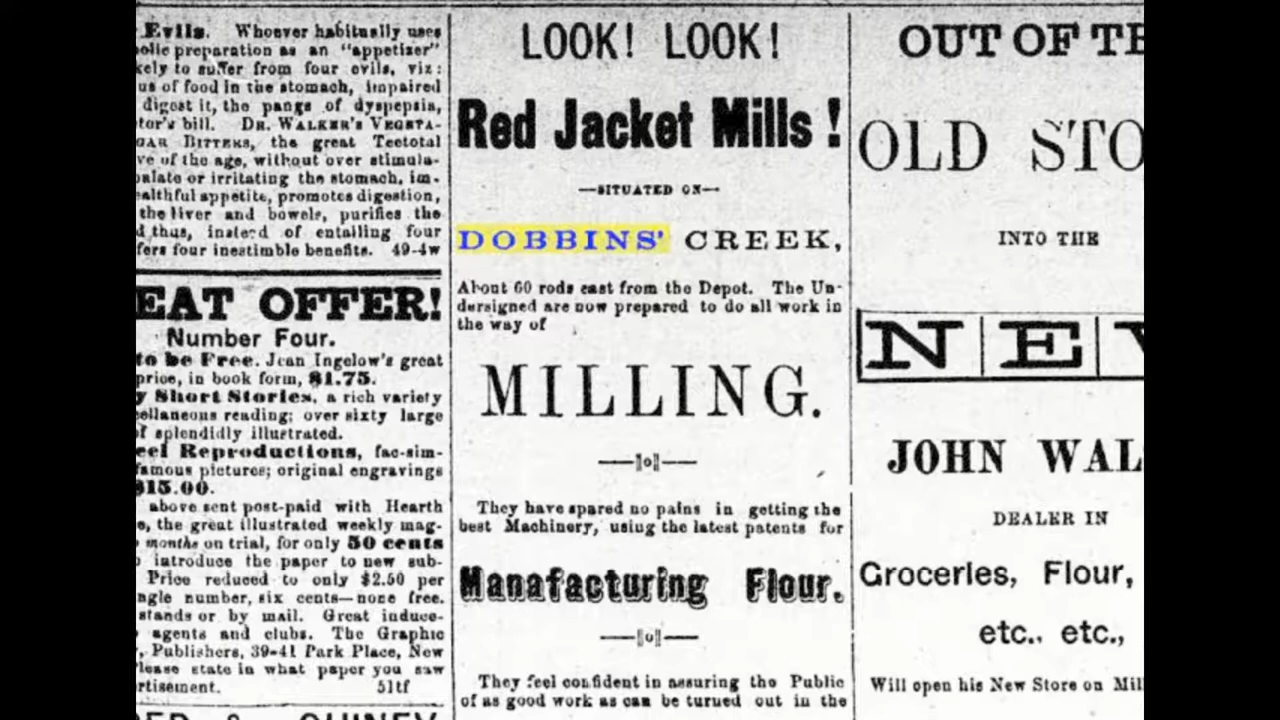 Evils. Whoever habitually uses
olic preparation as an "appetizer"
kely to suffer from four evils, viz:
us of food in the stomach, impaired
digest it, the pangs of dyspepsia,
tor's bill. DR. WALKER'S VEGETA-
GAR BITTERS, the great Teetotal
ve of the age, without over stimula-
palate or irritating the stomach, im-
ealthful appetite, promotes digestion,
the liver and bowels, purifies the
d thus, instead of entailing four
fers four inestimable benefits. 49-4w
EAT OFFER!
Number Four.
to be Free. Jean Ingelow's great
price, in book form, $1.75.
y Short Stories, a rich variety
cellaneous reading; over sixty large
of splendidly illustrated.
eel Reproductions, fac-sim-
famous pictures; original engravings
$15.00.
above sent post-paid with Hearth
e, the great illustrated weekly mag-
months on trial, for only 50 cents
introduce the paper to new sub-
Price reduced to only $2.50 per
ngle number, six cents—none free.
stands or by mail. Great induce-
agents and clubs. The Graphic
, Publishers, 39-41 Park Place, New
Please state in what paper you saw
rtisement. 51tf
& QUINEY
LOOK! LOOK!
Red Jacket Mills!
—SITUATED ON—
DOBBINS' CREEK,
About 60 rods east from the Depot. The Un-
dersigned are now prepared to do all work in
the way of
MILLING.
They have spared no pains in getting the
best Machinery, using the latest patents for
Manafacturing Flour.
They feel confident in assuring the Public
of as good work as can be turned out in the
OUT OF TH
OLD STO
INTO THE
NEW
JOHN WAL
DEALER IN
Groceries, Flour,
etc., etc.,
Will open his New Store on Mil